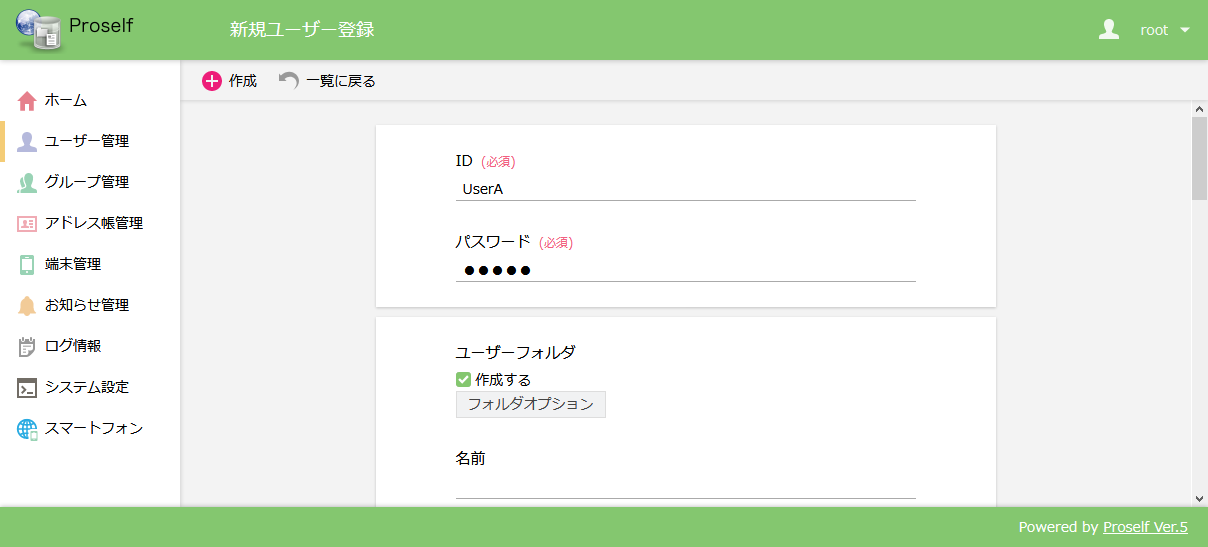 Proself
新規ユーザー登録
root
作成
一覧に戻る
ホーム
ユーザー管理
グループ管理
アドレス帳管理
端末管理
お知らせ管理
ログ情報
システム設定
スマートフォン
ID (必須)
UserA
パスワード (必須)
●●●●●
ユーザーフォルダ
作成する
フォルダオプション
名前
Powered by Proself Ver.5